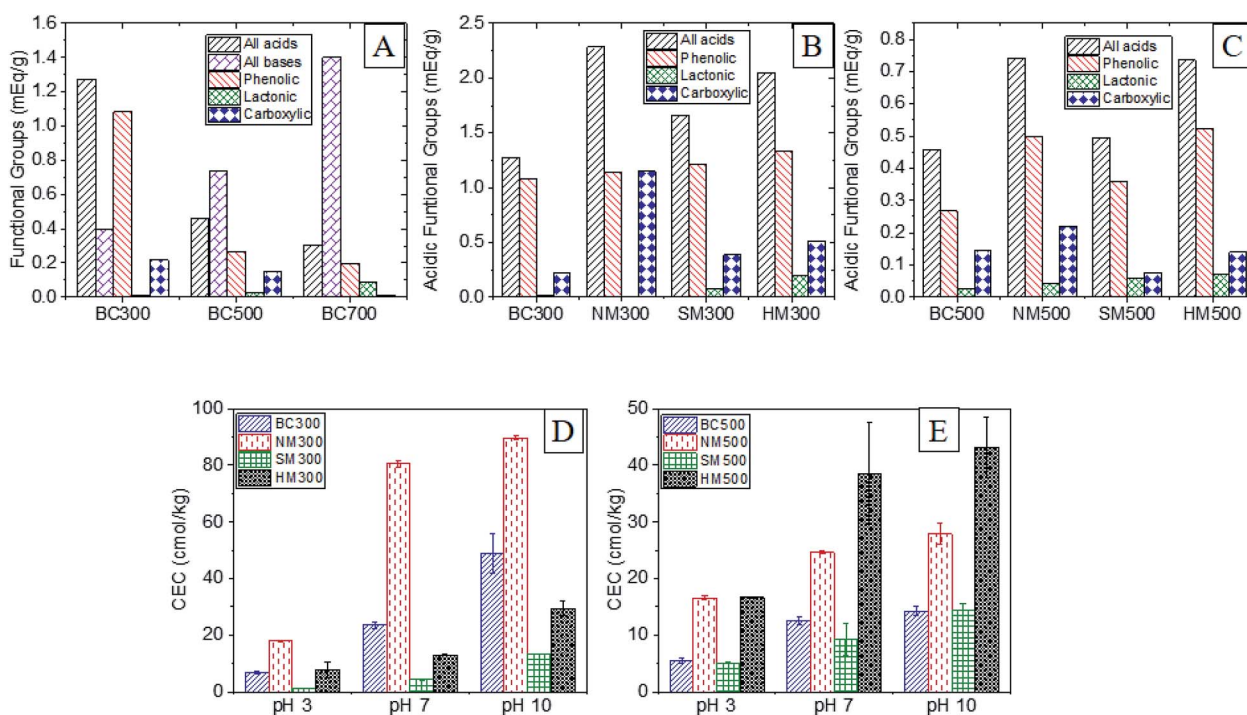 Functional Groups (mEq/g)
1.6
1.4
1.2
1.0
0.8
0.6
0.4
0.2
0.0
All acids
All bases
Phenolic
Lactonic
Carboxylic
A
BC300
BC500
BC700
Acidic Funtional Groups (mEq/g)
2.5
2.0
1.5
1.0
0.5
0.0
All acids
Phenolic
Lactonic
Carboxylic
B
BC300
NM300
SM300
HM300
Acidic Functional Groups (mEq/g)
0.8
0.7
0.6
0.5
0.4
0.3
0.2
0.1
0.0
All acids
Phenolic
Lactonic
Carboxylic
C
BC500
NM500
SM500
HM500
CEC (cmol/kg)
100
80
60
40
20
0
BC300
NM300
SM300
HM300
D
pH 3
pH 7
pH 10
CEC (cmol/kg)
50
40
30
20
10
0
BC500
NM500
SM500
HM500
E
pH 3
pH 7
pH 10